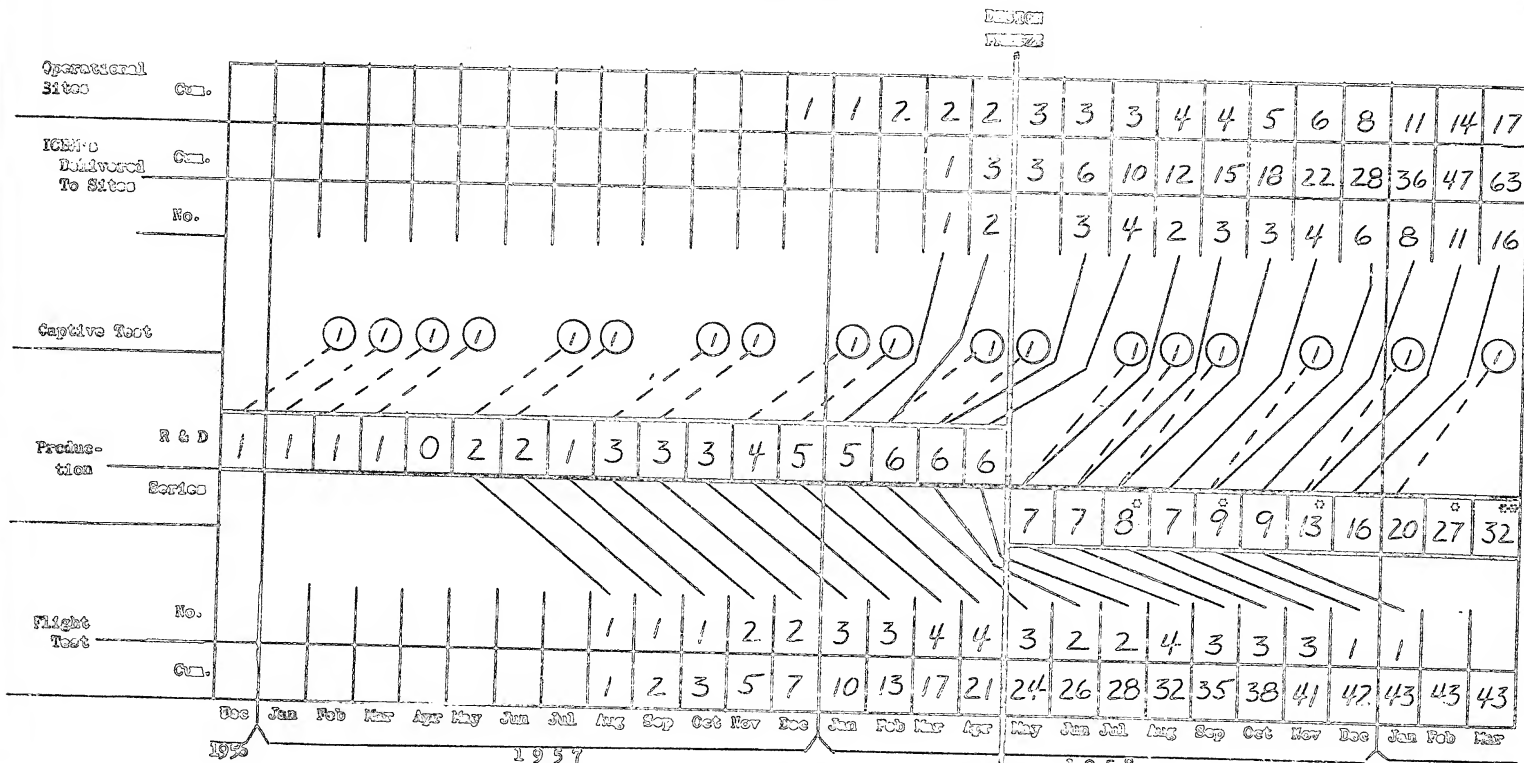 DESIGN
FREEZE
Operational
Sites Cum. 1 1 2 2 2 3 3 3 4 4 5 6 8 11 14 17
ICBM's
Delivered Cum. 1 3 3 6 10 12 15 18 22 28 36 47 63
To Sites
No. 1 2 3 4 2 3 3 4 6 8 11 16
Captive Test 1 1 1 1 1 1 1 1 1 1 1 1 1 1 1 1 1 1
R & D 1 1 1 1 0 2 2 1 3 3 3 4 5 5 6 6 6
Produc-
tion
Series 7 7 8* 7 9* 9 13* 16 20 27* 32**
No. 1 1 1 2 2 3 3 4 4 3 2 2 4 3 3 3 1 1
Flight
Test
Cum. 1 2 3 5 7 10 13 17 21 24 26 28 32 35 38 41 42 43 43 43
Dec Jan Feb Mar Apr May Jun Jul Aug Sep Oct Nov Dec Jan Feb Mar Apr May Jun Jul Aug Sep Oct Nov Dec Jan Feb Mar
1956 1957